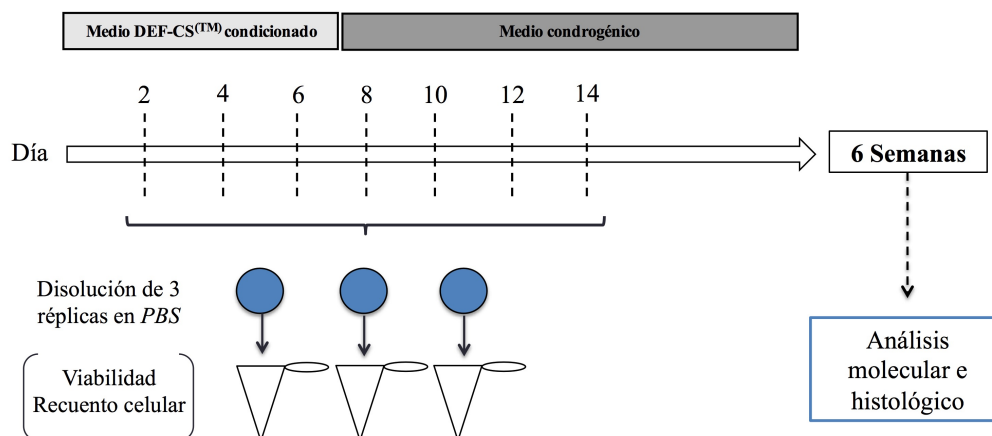 Medio DEF-CS(TM) condicionado
Medio condrogénico
2 4 6 8 10 12 14
Día
6 Semanas
Disolución de 3
réplicas en PBS
Viabilidad
Recuento celular
Análisis
molecular e
histológico